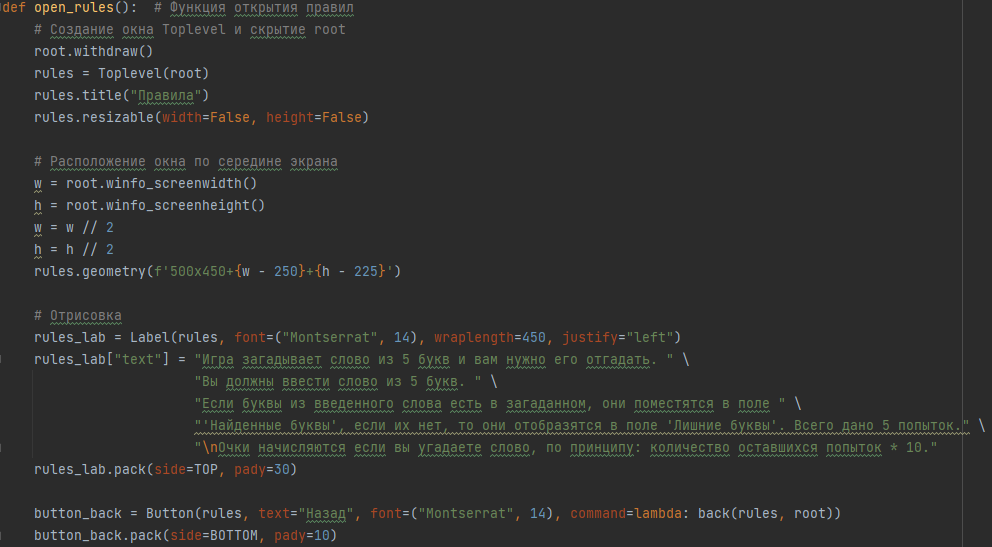 def open_rules():  # Функция открытия правил
    # Создание окна Toplevel и скрытие root
    root.withdraw()
    rules = Toplevel(root)
    rules.title("Правила")
    rules.resizable(width=False, height=False)

    # Расположение окна по середине экрана
    w = root.winfo_screenwidth()
    h = root.winfo_screenheight()
    w = w // 2
    h = h // 2
    rules.geometry(f'500x450+{w - 250}+{h - 225}')

    # Отрисовка
    rules_lab = Label(rules, font=("Montserrat", 14), wraplength=450, justify="left")
    rules_lab["text"] = "Игра загадывает слово из 5 букв и вам нужно его отгадать. " \
                        "Вы должны ввести слово из 5 букв. " \
                        "Если буквы из введенного слова есть в загаданном, они поместятся в поле " \
                        "'Найденные буквы', если их нет, то они отобразятся в поле 'Лишние буквы'. Всего дано 5 попыток." \
                        "\nОчки начисляются если вы угадаете слово, по принципу: количество оставшихся попыток * 10."
    rules_lab.pack(side=TOP, pady=30)

    button_back = Button(rules, text="Назад", font=("Montserrat", 14), command=lambda: back(rules, root))
    button_back.pack(side=BOTTOM, pady=10)